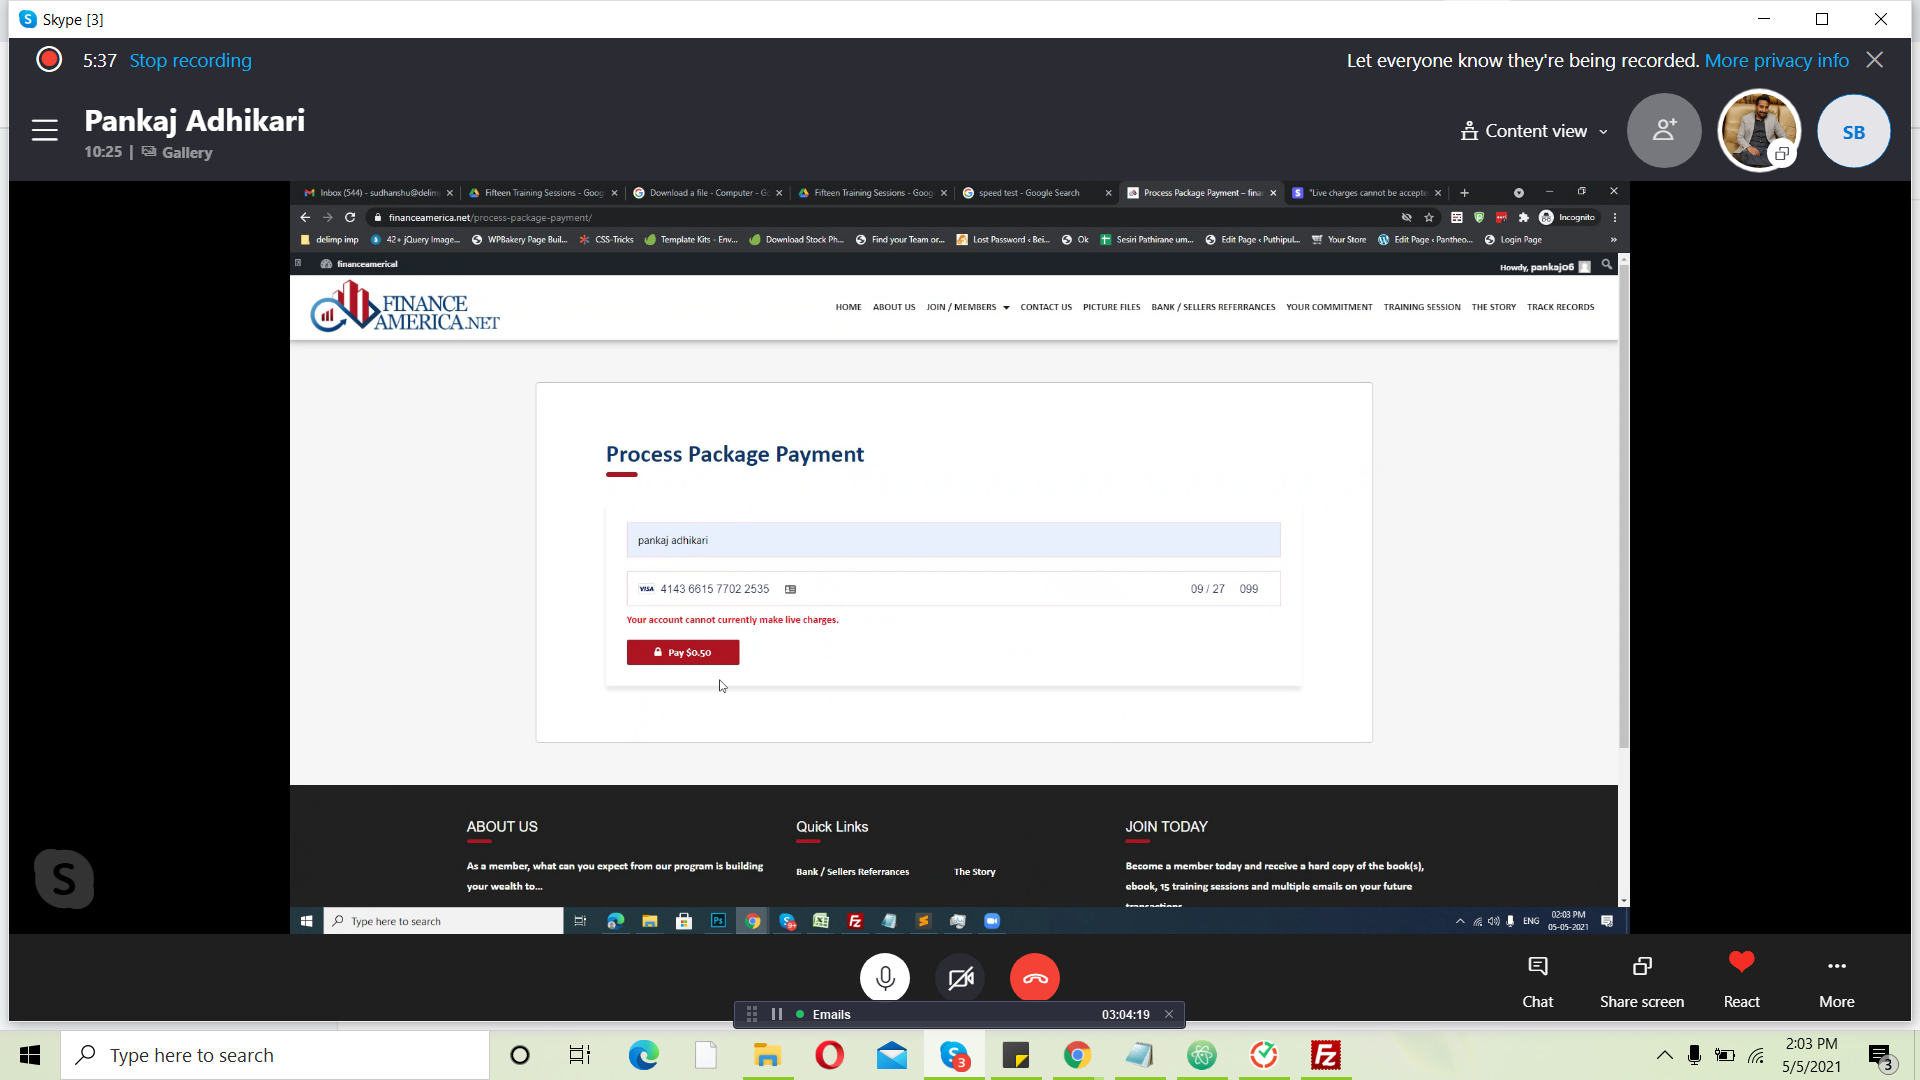 Skype [3]
5:37 Stop recording
Let everyone know they're being recorded. More privacy info
Pankaj Adhikari
10:25 | Gallery
Content view
SB
Inbox (544) - sudhanshu@delim
Fifteen Training Sessions - Goog
Download a file - Computer - G
Fifteen Training Sessions - Goog
speed test - Google Search
Process Package Payment – fina
"Live charges cannot be accepte
financeamerica.net/process-package-payment/
Incognito
delimp imp
42+ jQuery Image...
WPBakery Page Buil...
CSS-Tricks
Template Kits - Env...
Download Stock Ph...
Find your Team or...
Lost Password ‹ Bei...
Ok
Sesiri Pathirane um...
Edit Page ‹ Puthipul...
Your Store
Edit Page ‹ Pantheo...
Login Page
»
financeamerical
Howdy, pankaj06
FINANCE
AMERICA.NET
HOME ABOUT US JOIN / MEMBERS CONTACT US PICTURE FILES BANK / SELLERS REFERRANCES YOUR COMMITMENT TRAINING SESSION THE STORY TRACK RECORDS
Process Package Payment
pankaj adhikari
VISA 4143 6615 7702 2535 09 / 27 099
Your account cannot currently make live charges.
Pay $0.50
ABOUT US
As a member, what can you expect from our program is building
your wealth to...
Quick Links
Bank / Sellers Referrances The Story
JOIN TODAY
Become a member today and receive a hard copy of the book(s),
ebook, 15 training sessions and multiple emails on your future
transactions
Type here to search
ENG
02:03 PM
05-05-2021
Chat
Share screen
React
More
Emails 03:04:19
Type here to search
3
2:03 PM
5/5/2021
3